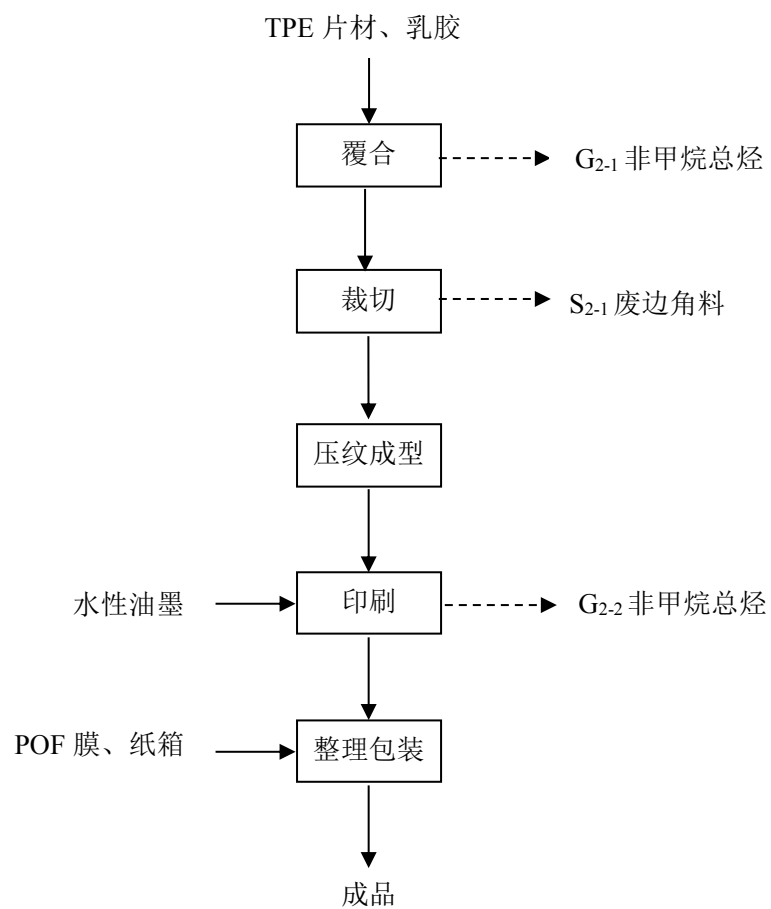 TPE 片材、乳胶
覆合
G2-1 非甲烷总烃
裁切
S2-1 废边角料
压纹成型
水性油墨
印刷
G2-2 非甲烷总烃
POF 膜、纸箱
整理包装
成品